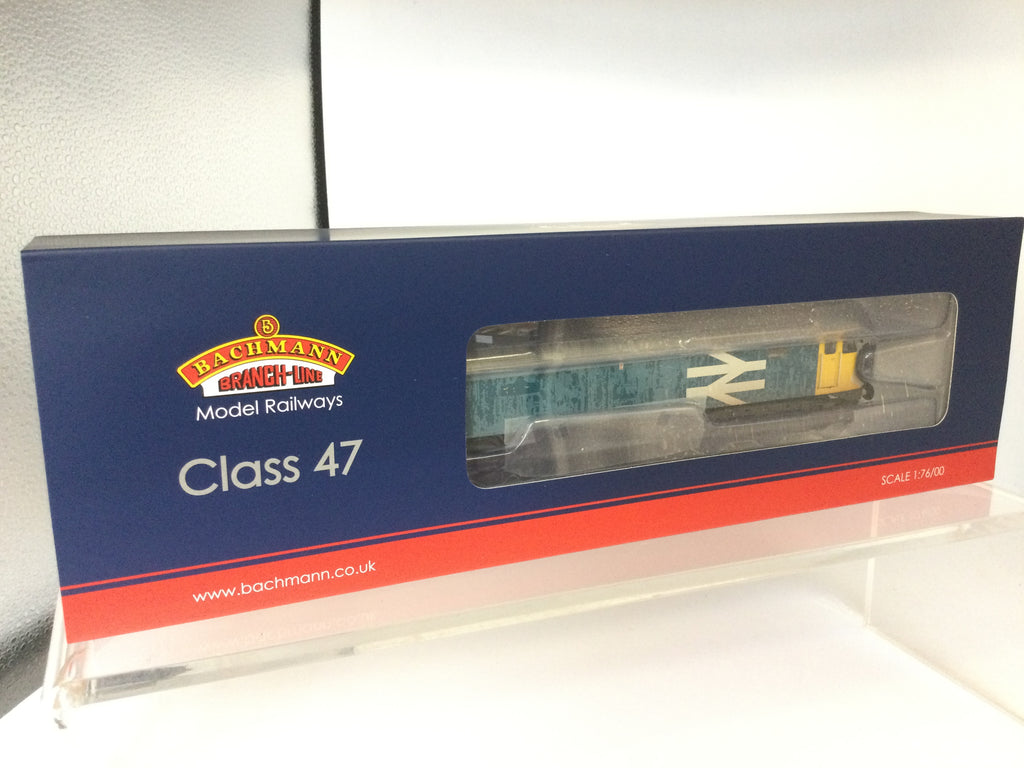 B
BACHMANN
BRANCH-LINE
Model Railways
Class 47
SCALE 1:76/00
www.bachmann.co.uk